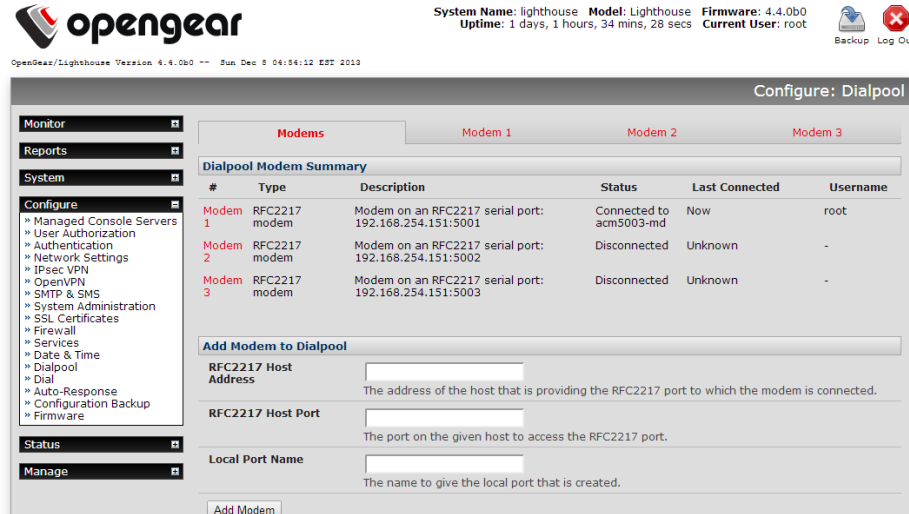 opengear
System Name: lighthouse Model: Lighthouse Firmware: 4.4.0b0
Uptime: 1 days, 1 hours, 34 mins, 28 secs Current User: root
Backup Log Ou
OpenGear/Lighthouse Version 4.4.0b0 -- Sun Dec 8 04:54:12 EST 2013
Configure: Dialpool
Monitor
Reports
System
Configure
» Managed Console Servers
» User Authorization
» Authentication
» Network Settings
» IPsec VPN
» OpenVPN
» SMTP & SMS
» System Administration
» SSL Certificates
» Firewall
» Services
» Date & Time
» Dialpool
» Dial
» Auto-Response
» Configuration Backup
» Firmware
Status
Manage
Modems Modem 1 Modem 2 Modem 3
Dialpool Modem Summary
# Type Description Status Last Connected Username
Modem RFC2217 Modem on an RFC2217 serial port: Connected to Now root
1 modem 192.168.254.151:5001 acm5003-md
Modem RFC2217 Modem on an RFC2217 serial port: Disconnected Unknown -
2 modem 192.168.254.151:5002
Modem RFC2217 Modem on an RFC2217 serial port: Disconnected Unknown -
3 modem 192.168.254.151:5003
Add Modem to Dialpool
RFC2217 Host
Address
The address of the host that is providing the RFC2217 port to which the modem is connected.
RFC2217 Host Port
The port on the given host to access the RFC2217 port.
Local Port Name
The name to give the local port that is created.
Add Modem